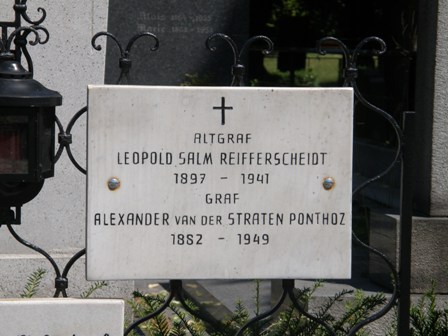 ALTGRAF
LEOPOLD SALM REIFFERSCHEIDT
1897 - 1941
GRAF
ALEXANDER VAN DER STRATEN PONTHOZ
1882 - 1949